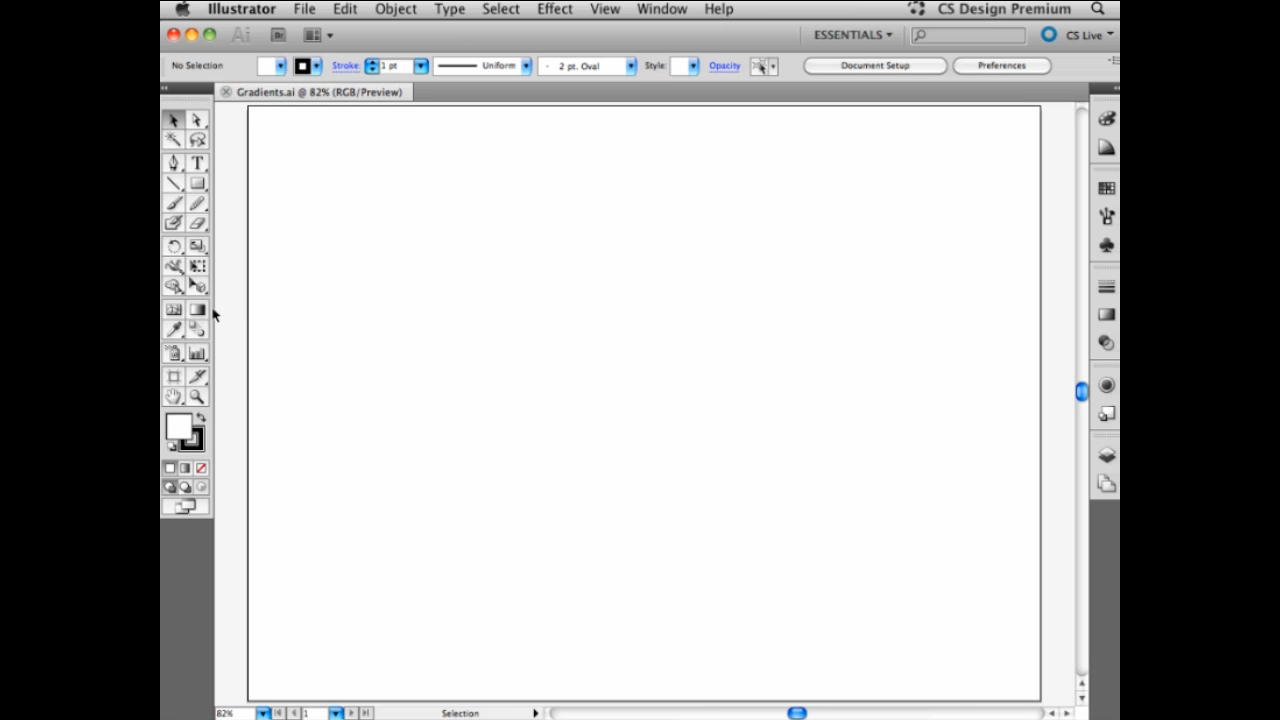 Illustrator File Edit Object Type Select Effect View Window Help CS Design Premium
Ai Br ESSENTIALS CS Live
No Selection Stroke: 1 pt Uniform 2 pt. Oval Style: Opacity Document Setup Preferences
Gradients.ai @ 82% (RGB/Preview)
T
82% 1 Selection